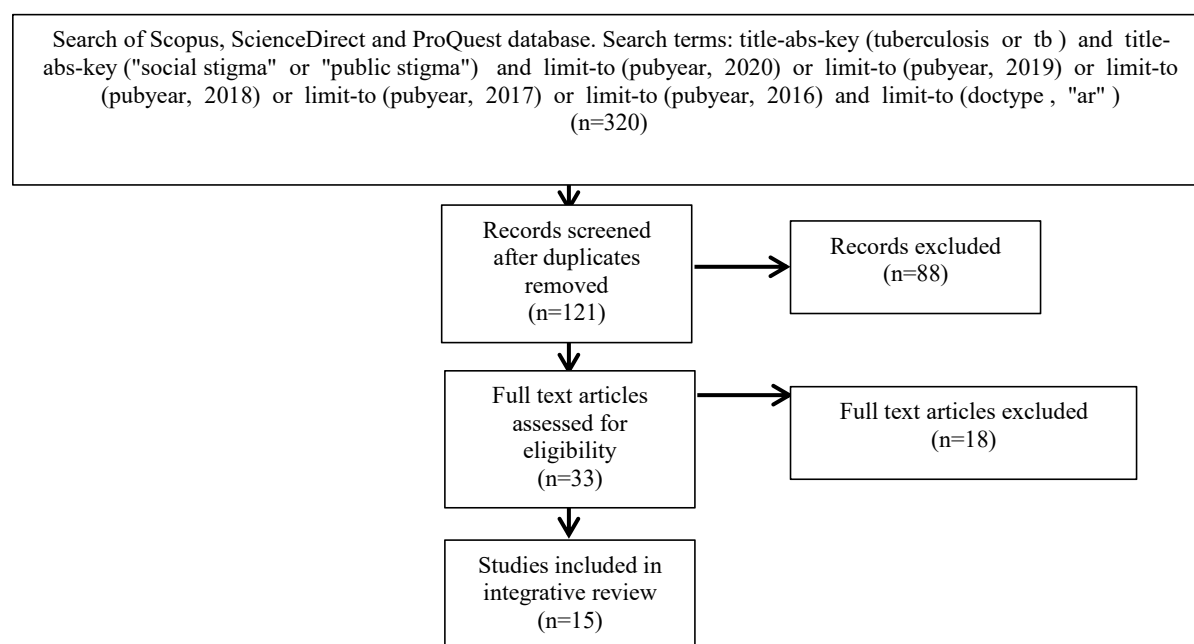 Search of Scopus, ScienceDirect and ProQuest database. Search terms: title-abs-key (tuberculosis or tb ) and title-
abs-key ("social stigma" or "public stigma") and limit-to (pubyear, 2020) or limit-to (pubyear, 2019) or limit-to
(pubyear, 2018) or limit-to (pubyear, 2017) or limit-to (pubyear, 2016) and limit-to (doctype , "ar" )
(n=320)
Records screened
after duplicates
removed
(n=121)
Records excluded
(n=88)
Full text articles
assessed for
eligibility
(n=33)
Full text articles excluded
(n=18)
Studies included in
integrative review
(n=15)